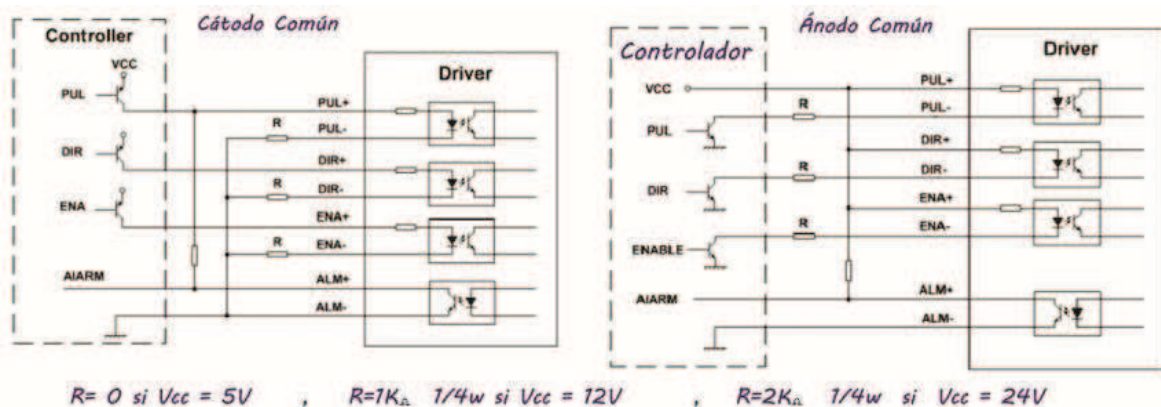 Cátodo Común
Controller
VCC
PUL
DIR
ENA
AlARM
R
R
R
PUL+
PUL-
DIR+
DIR-
ENA+
ENA-
ALM+
ALM-
Driver
Ánodo Común
Controlador
VCC
PUL
DIR
ENABLE
AlARM
R
R
R
PUL+
PUL-
DIR+
DIR-
ENA+
ENA-
ALM+
ALM-
Driver
R= 0 si Vcc = 5V , R=1KΩ 1/4w si Vcc = 12V , R=2KΩ 1/4w si Vcc = 24V